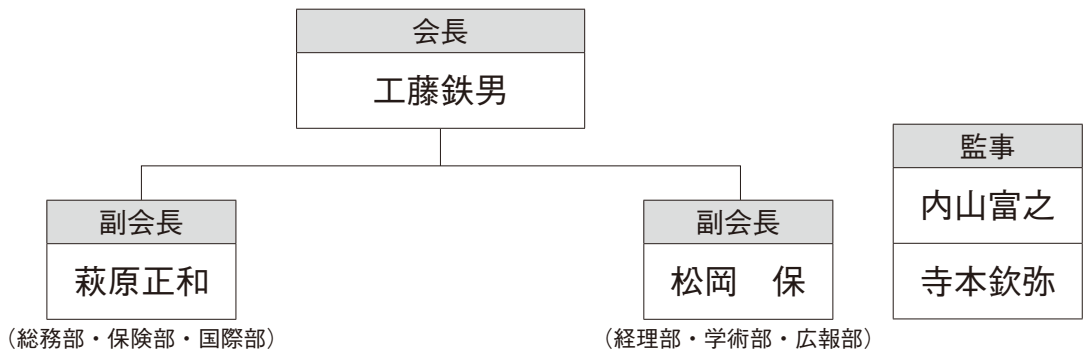 会長
工藤鉄男
副会長
萩原正和
（総務部・保険部・国際部）
副会長
松岡　保
（経理部・学術部・広報部）
監事
内山富之
寺本欽弥